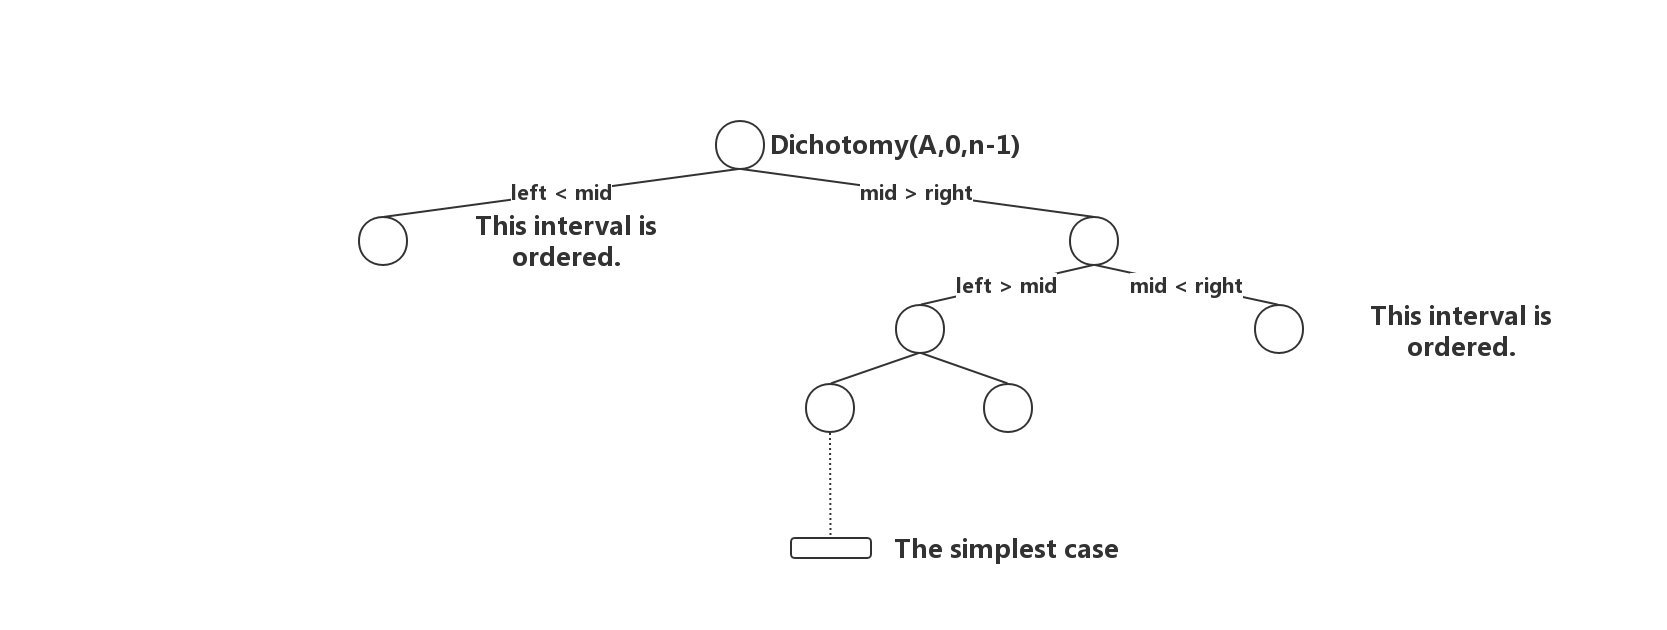 Dichotomy(A,0,n-1)
left < mid
mid > right
This interval is
ordered.
left > mid
mid < right
This interval is
ordered.
The simplest case